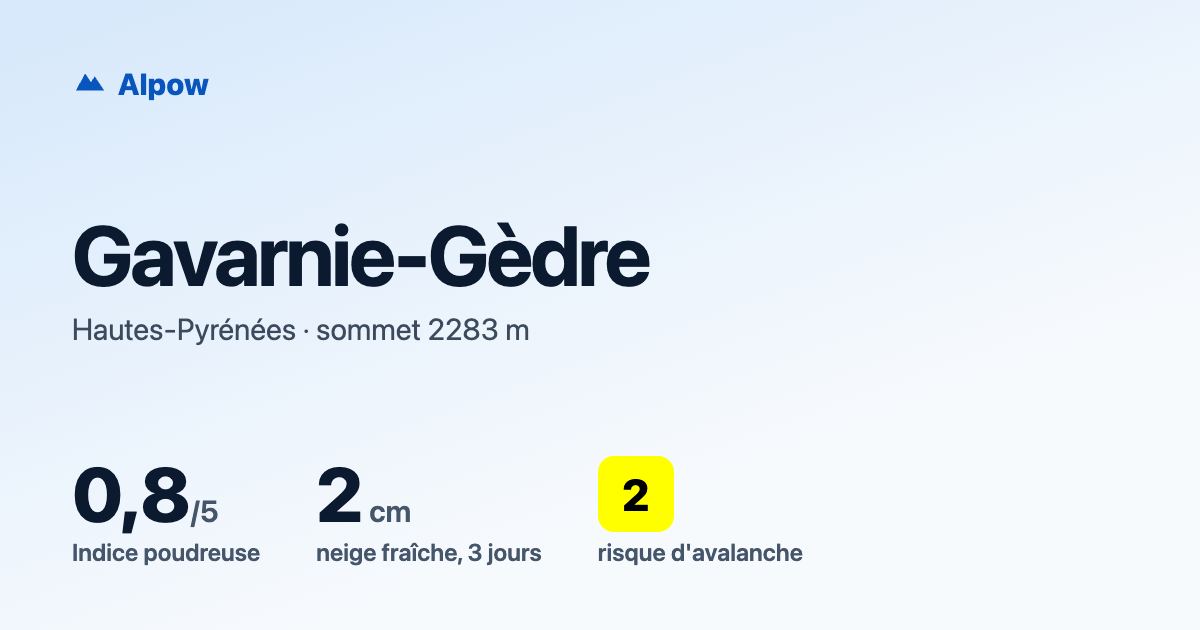 Alpow
Gavarnie-Gèdre
Hautes-Pyrénées · sommet 2283 m
0,8/5
Indice poudreuse
2 cm
neige fraîche, 3 jours
2
risque d'avalanche